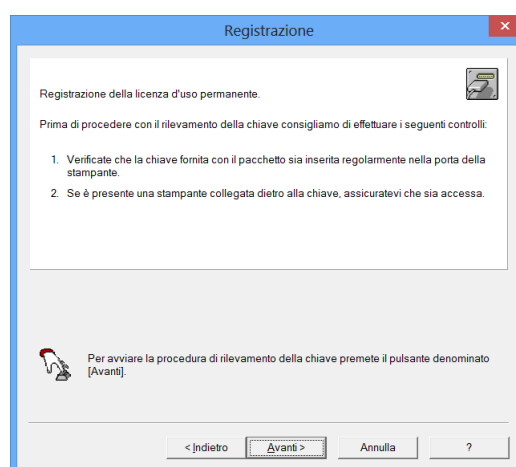 Registrazione
Registrazione della licenza d'uso permanente.
Prima di procedere con il rilevamento della chiave consigliamo di effettuare i seguenti controlli:
1. Verificate che la chiave fornita con il pacchetto sia inserita regolarmente nella porta della
stampante.
2. Se è presente una stampante collegata dietro alla chiave, assicuratevi che sia accessa.
Per avviare la procedura di rilevamento della chiave premete il pulsante denominato
[Avanti].
< Indietro Avanti > Annulla ?